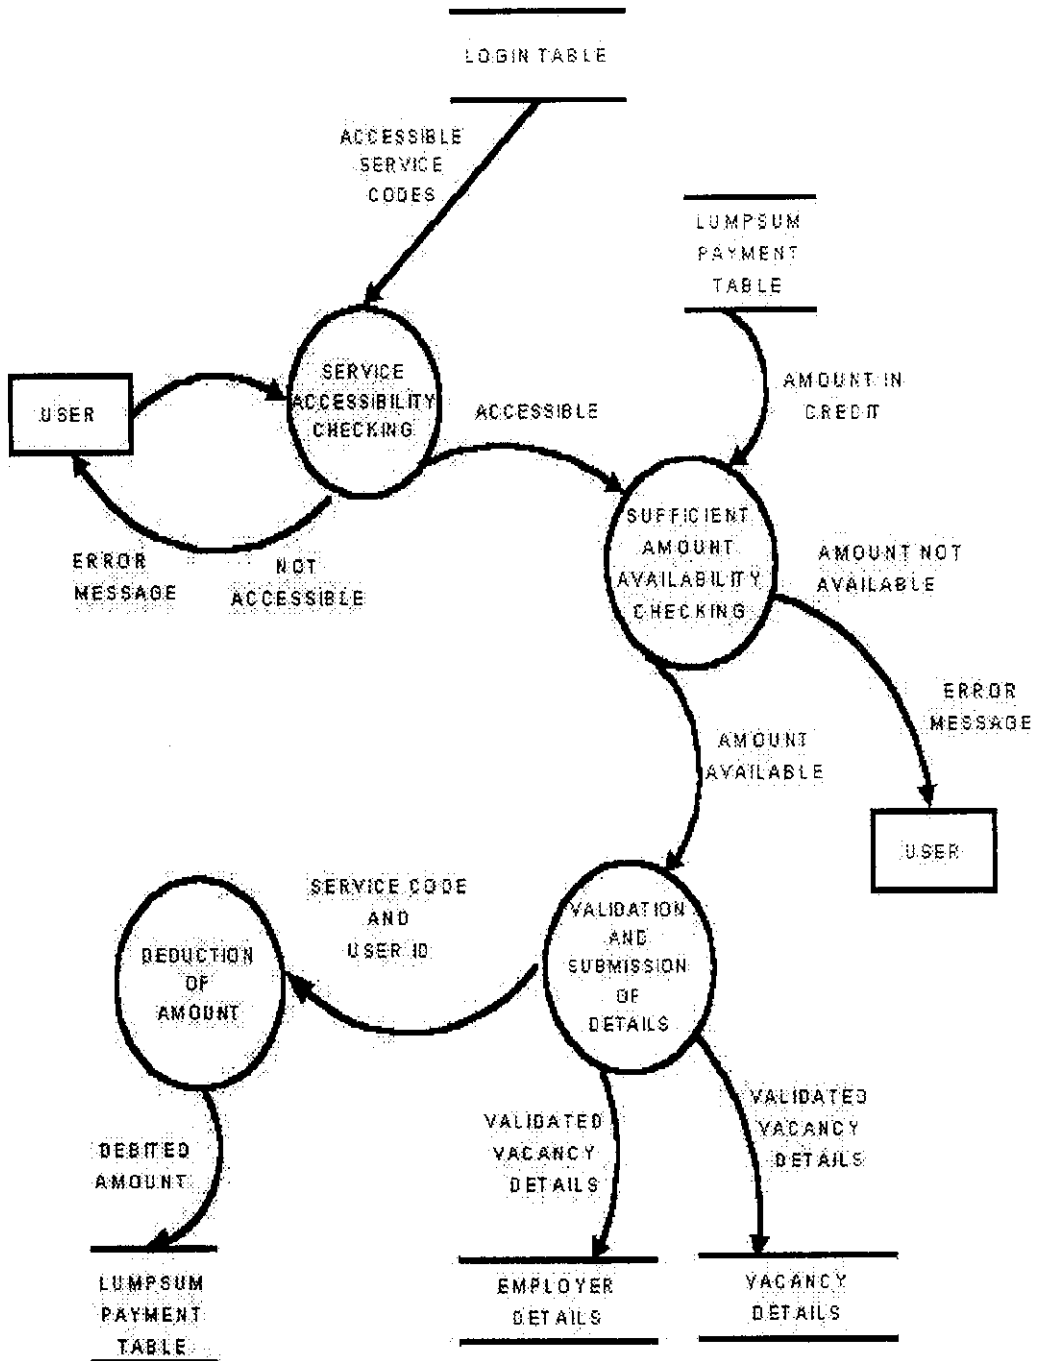 LOGIN TABLE
ACCESSIBLE
SERVICE
CODES
LUMPSUM
PAYMENT
TABLE
SERVICE
ACCESSIBILITY
CHECKING
USER
ACCESSIBLE
AMOUNT IN
CREDIT
ERROR
MESSAGE
NOT
ACCESSIBLE
SUFFICIENT
AMOUNT
AVAILABILITY
CHECKING
AMOUNT NOT
AVAILABLE
ERROR
MESSAGE
AMOUNT
AVAILABLE
USER
SERVICE CODE
AND
USER ID
VALIDATION
AND
SUBMISSION
OF
DETAILS
DEDUCTION
OF
AMOUNT
VALIDATED
VACANCY
DETAILS
VALIDATED
VACANCY
DETAILS
DEBITED
AMOUNT
LUMPSUM
PAYMENT
TABLE
EMPLOYER
DETAILS
VACANCY
DETAILS